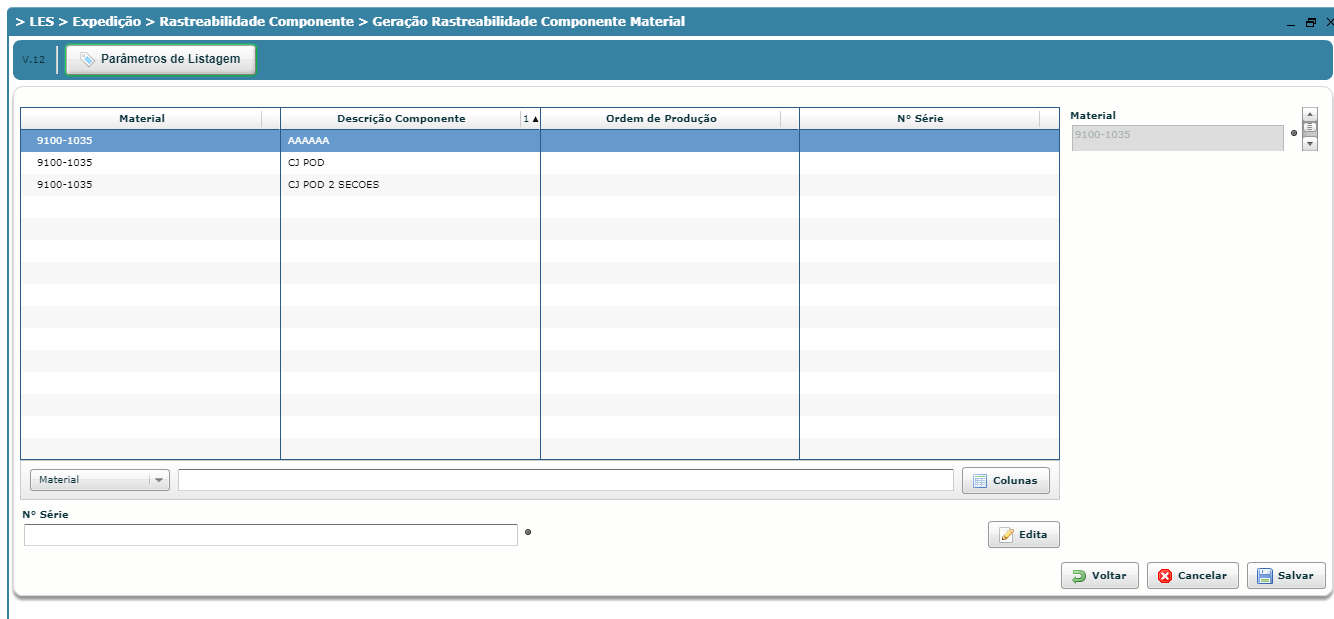 > LES > Expedição > Rastreabilidade Componente > Geração Rastreabilidade Componente Material
V.12 Parâmetros de Listagem
Material Descrição Componente 1 Ordem de Produção N° Série
9100-1035 AAAAAA
9100-1035 CJ POD
9100-1035 CJ POD 2 SECOES
Material
9100-1035
Material Colunas
N° Série
Edita
Voltar Cancelar Salvar